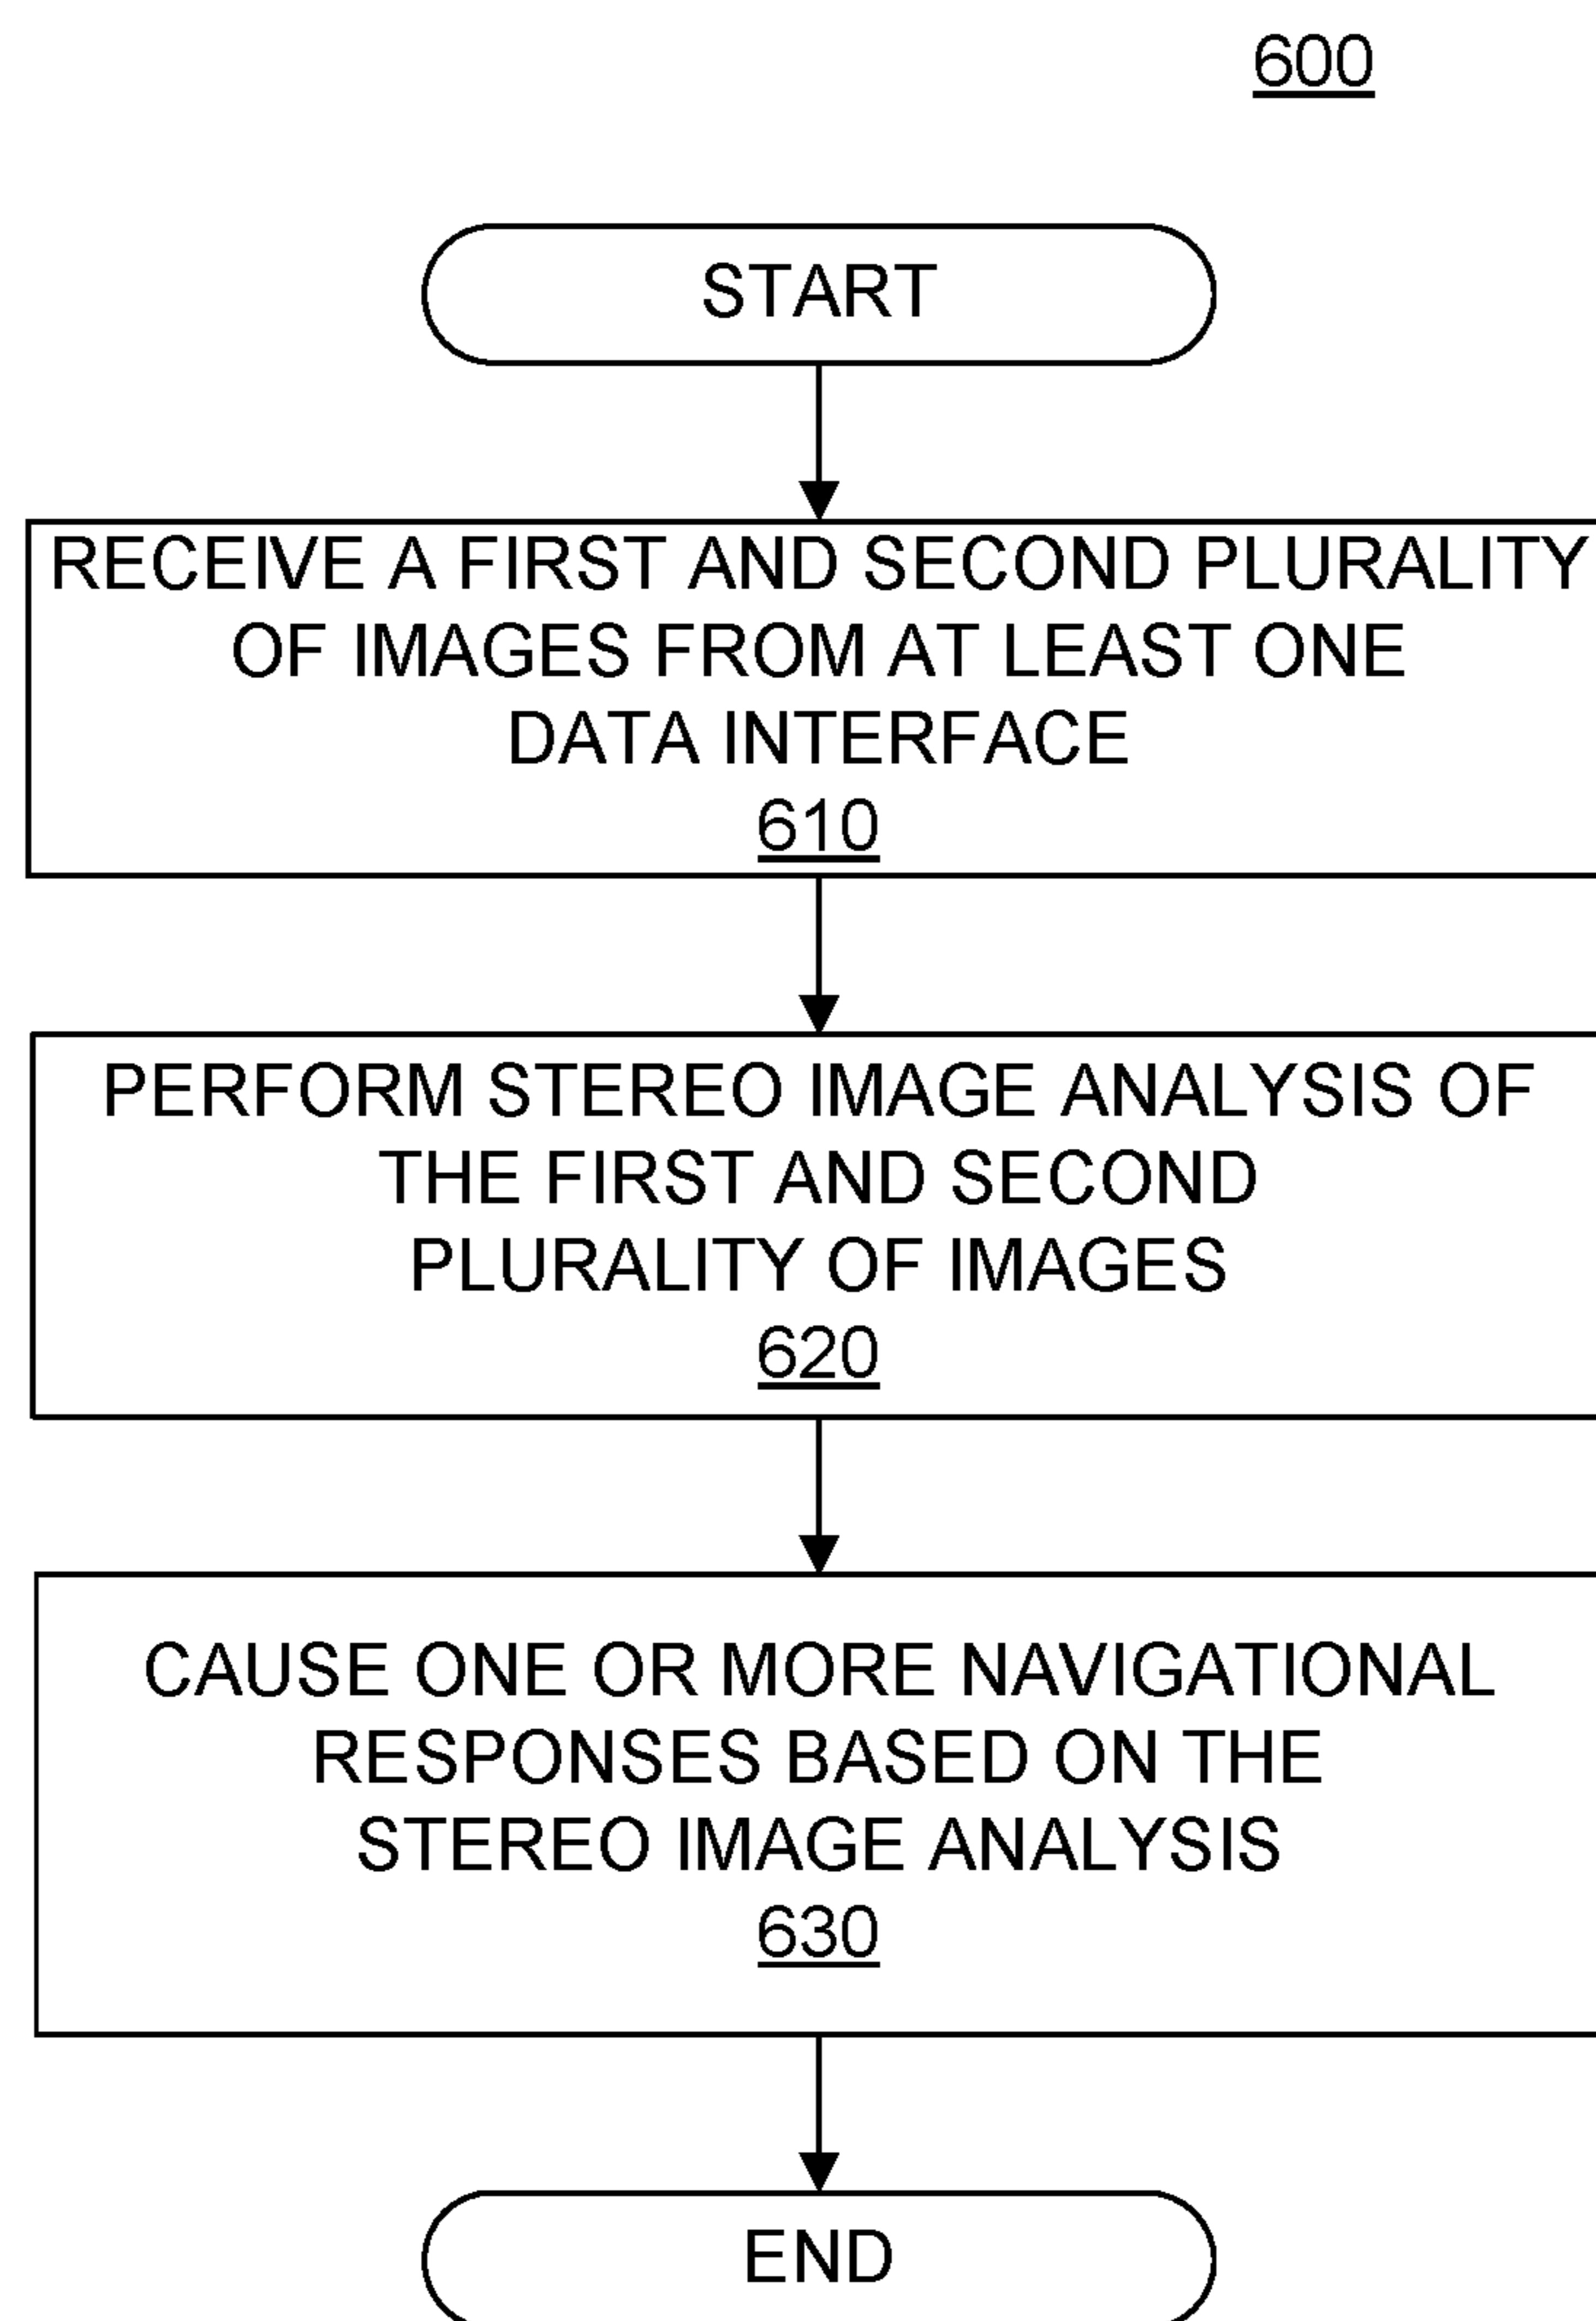 600
START
RECEIVE A FIRST AND SECOND PLURALITY
OF IMAGES FROM AT LEAST ONE
DATA INTERFACE
610
PERFORM STEREO IMAGE ANALYSIS OF
THE FIRST AND SECOND
PLURALITY OF IMAGES
620
CAUSE ONE OR MORE NAVIGATIONAL
RESPONSES BASED ON THE
STEREO IMAGE ANALYSIS
630
END